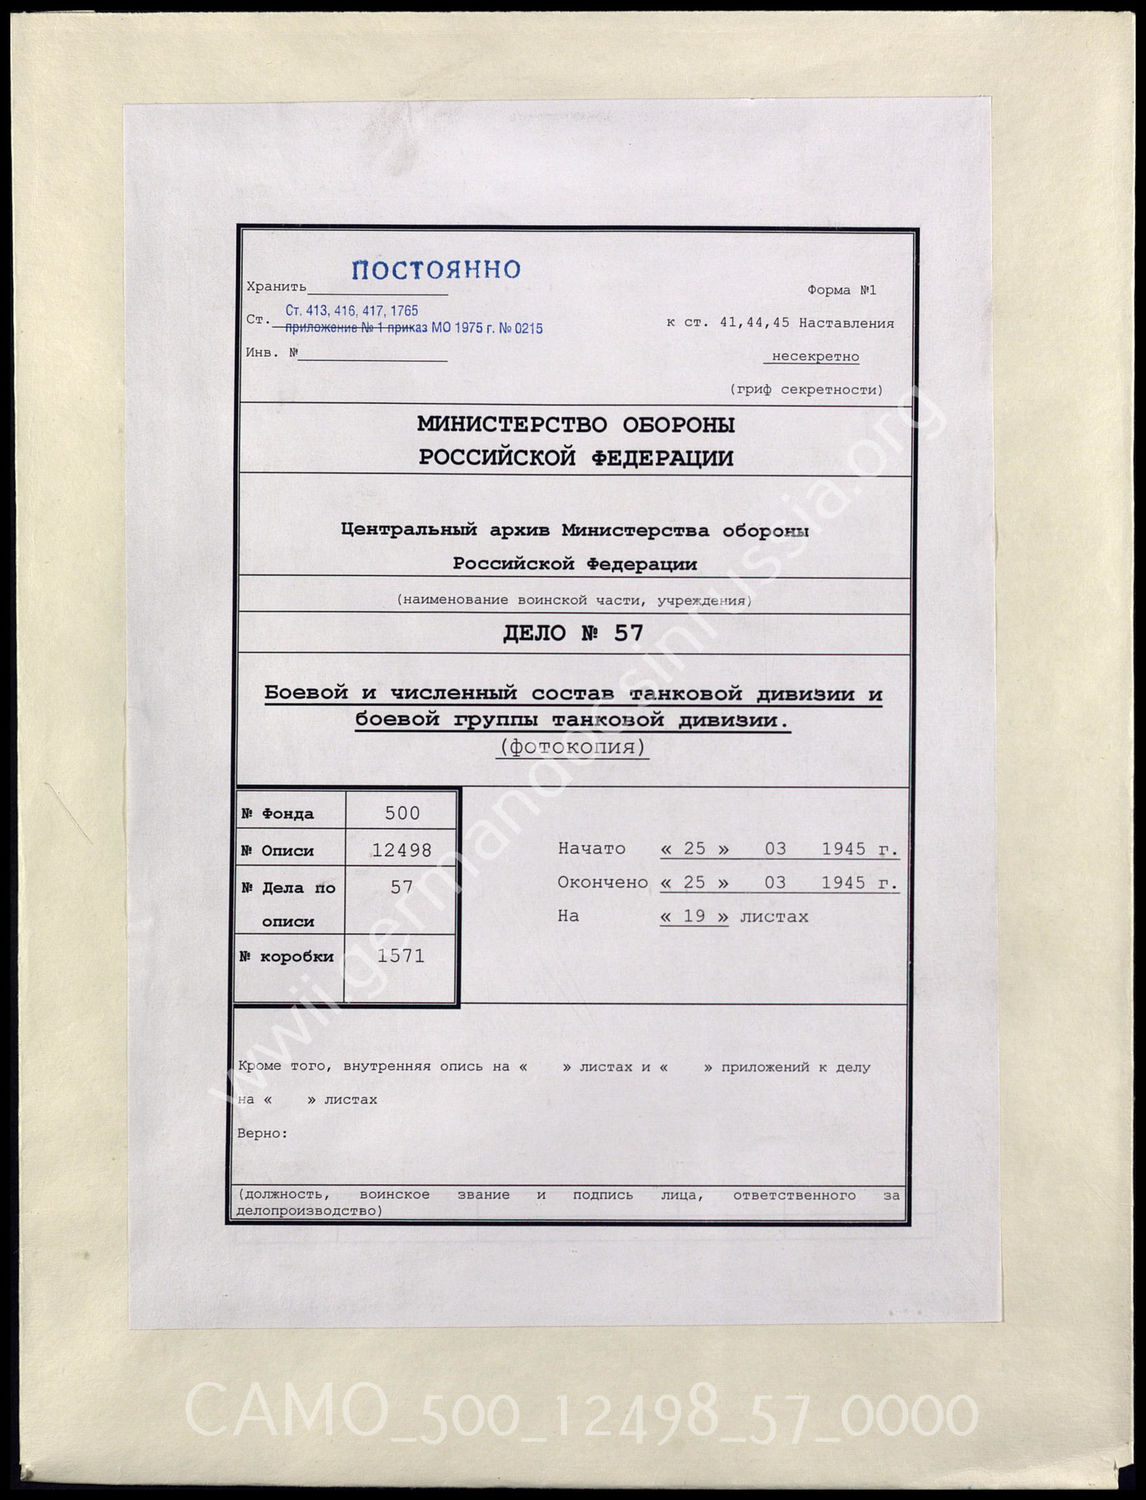 ПОСТОЯННО
Хранить
Форма №1
Ст. 413, 416, 417, 1765
Ст. приложение № 1 приказ МО 1975 г. № 0215
к ст. 41,44,45 Наставления
Инв. №
несекретно
(гриф секретности)
МИНИСТЕРСТВО ОБОРОНЫ
РОССИЙСКОЙ ФЕДЕРАЦИИ
Центральный архив Министерства обороны
Российской Федерации
(наименование воинской части, учреждения)
ДЕЛО № 57
Боевой и численный состав танковой дивизии и
боевой группы танковой дивизии.
(фотокопия)
№ Фонда 500
№ Описи 12498
№ Дела по 57
описи
№ коробки 1571
Начато « 25 » 03 1945 г.
Окончено « 25 » 03 1945 г.
На « 19 » листах
Кроме того, внутренняя опись на « » листах и « » приложений к делу
на « » листах
Верно:
(должность, воинское звание и подпись лица, ответственного за
делопроизводство)
wwii.germandocsinrussia.org
CAMO_500_12498_57_0000